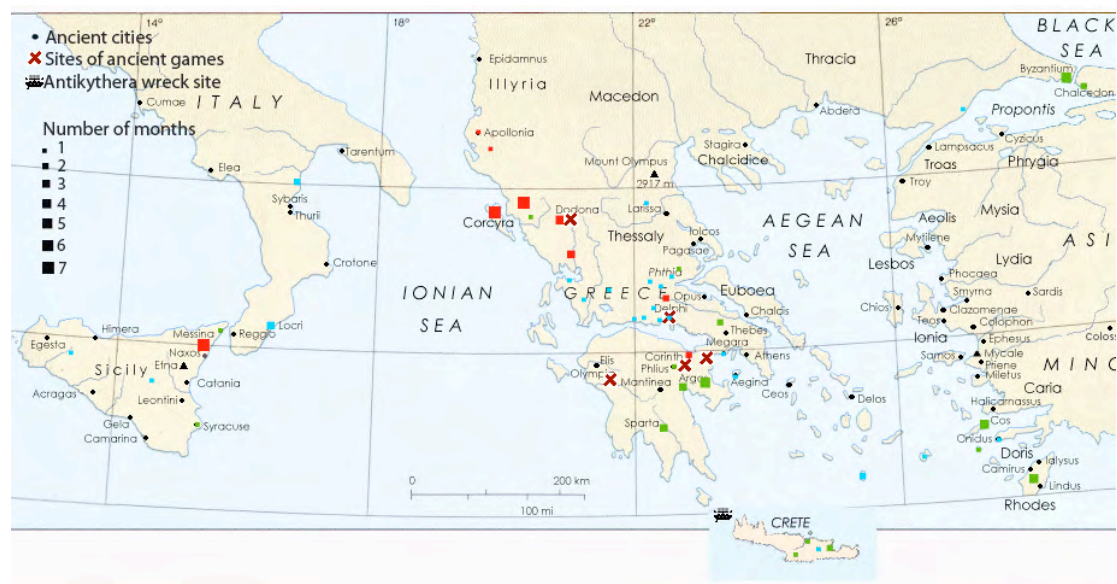 14°
18°
22°
26°
Ancient cities
Sites of ancient games
Antikythera wreck site
Number of months
1
2
3
4
5
6
7
BLACK
SEA
Byzantium
Chalcedon
Propontis
Thracia
Abdera
Epidamnus
Illyria
Macedon
ITALY
Cumae
Elea
Tarentum
Apollonia
Stagira
Chalcidice
Mount Olympus
2917 m
Cyzicus
Lampsacus
Troas
Phrygia
Troy
Sybaris
Thurii
Corcyra
Dodona
Larissa
Thessaly
Iolcos
Pagasae
AEGEAN
SEA
Aeolis
Mysia
Mytilene
ASI
Lesbos
Lydia
Crotone
Phthia
Phocaea
IONIAN
SEA
GREECE
Opus
Euboea
Smyrna
Sardis
Delphi
Chalcis
Chios
Clazomenae
Teos
Colophon
Locri
Messina
Himera
Reggio
Egesta
Naxos
Thebes
Megara
Ionia
Ephesus
Coloss
Etna
Sicily
Elis
Corinth
Athens
Samos
Mycale
Priene
MINO
Olympia
Phlius
Mantinea
Argos
Aegina
Miletus
Catania
Ceos
Delos
Caria
Acragas
Leontini
Halicarnassus
Gela
Syracuse
Sparta
Cos
Camarina
Cnidus
Doris
Ialysus
Camirus
Lindus
Rhodes
0
200 km
100 mi
CRETE